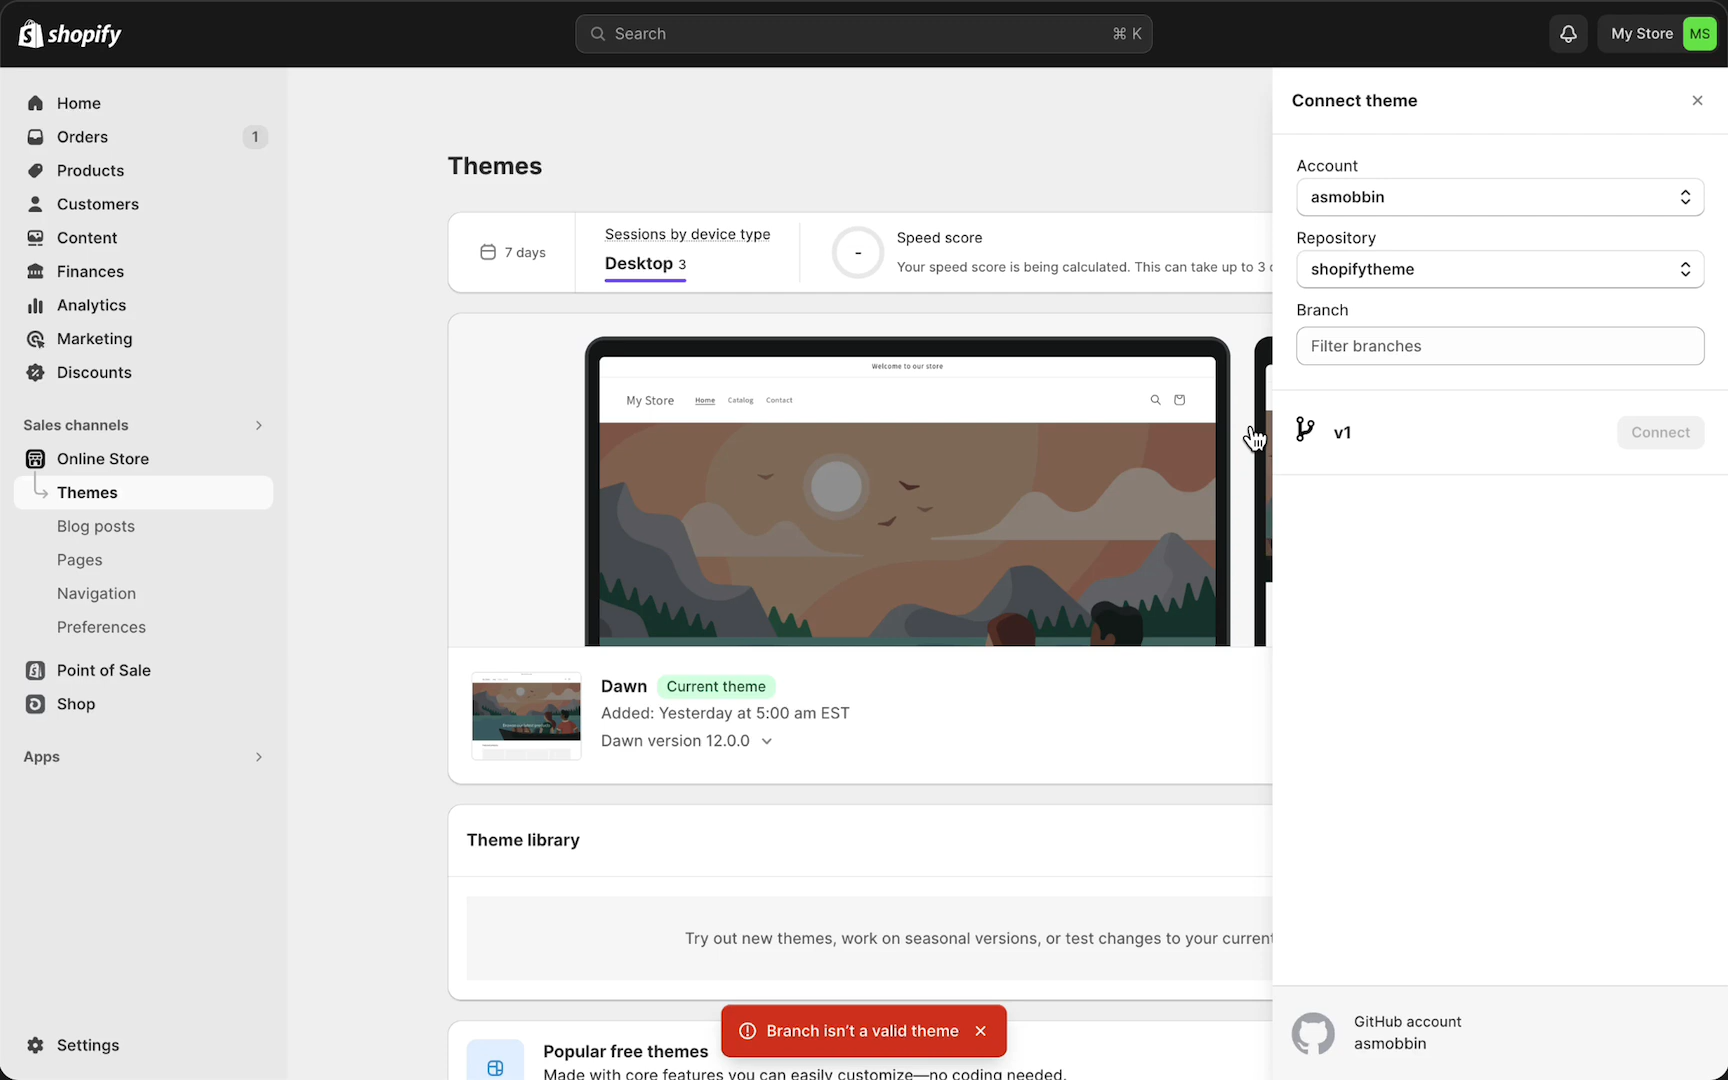 shopify
Search
⌘ K
My Store
MS
Home
Orders
1
Products
Customers
Content
Finances
Analytics
Marketing
Discounts
Sales channels
Online Store
Themes
Blog posts
Pages
Navigation
Preferences
Point of Sale
Shop
Apps
Settings
Themes
7 days
Sessions by device type
Desktop 3
-
Speed score
Your speed score is being calculated. This can take up to 3 d
Welcome to our store
My Store
Home
Catalog
Contact
Dawn
Current theme
Added: Yesterday at 5:00 am EST
Dawn version 12.0.0
Theme library
Try out new themes, work on seasonal versions, or test changes to your current
Popular free themes
Made with core features you can easily customize—no coding needed.
Branch isn't a valid theme
Connect theme
Account
asmobbin
Repository
shopifytheme
Branch
Filter branches
v1
Connect
GitHub account
asmobbin